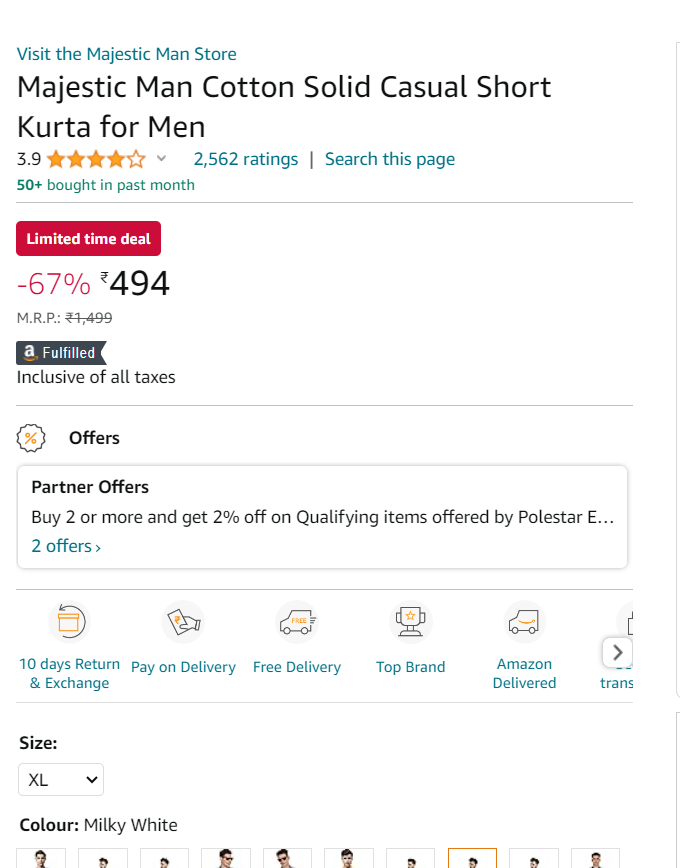 Visit the Majestic Man Store
Majestic Man Cotton Solid Casual Short
Kurta for Men
3.9 2,562 ratings | Search this page
50+ bought in past month
Limited time deal
-67% ₹494
M.R.P.: ₹1,499
a Fulfilled
Inclusive of all taxes
% Offers
Partner Offers
Buy 2 or more and get 2% off on Qualifying items offered by Polestar E…
2 offers ›
FREE
10 days Return Pay on Delivery Free Delivery Top Brand Amazon
& Exchange Delivered trans
Size:
XL
Colour: Milky White